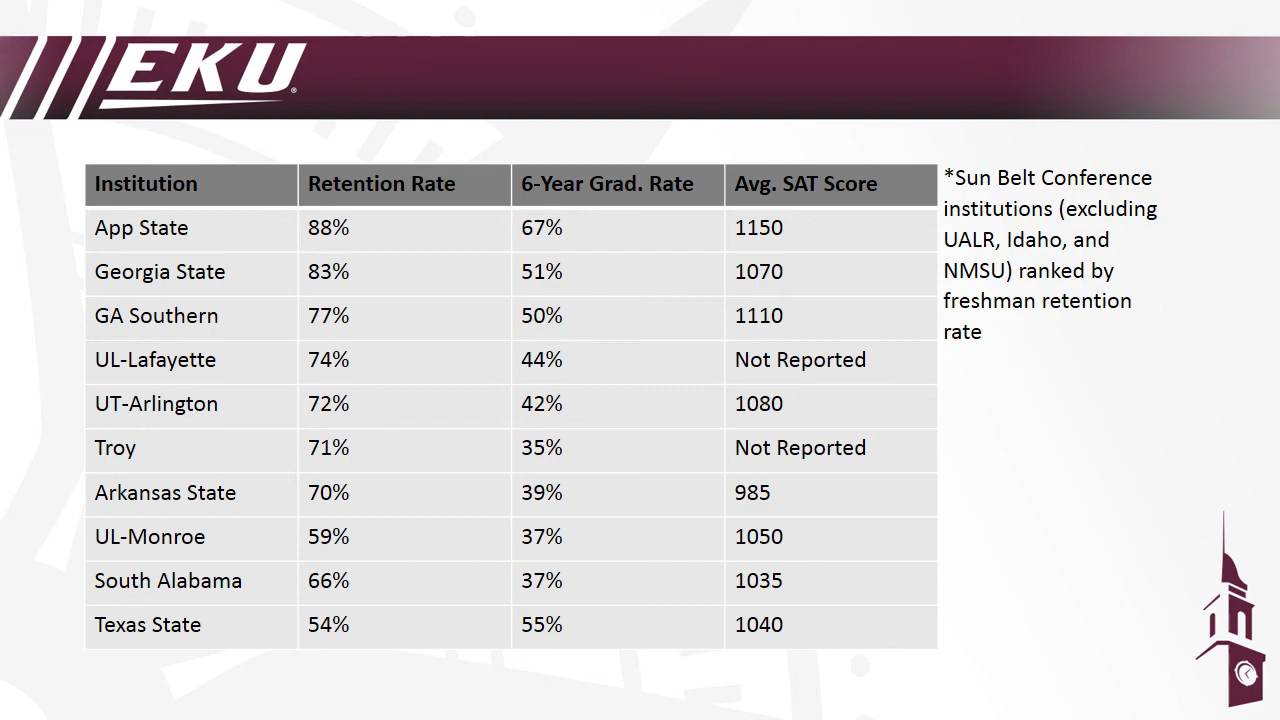 EKU
Institution Retention Rate 6-Year Grad. Rate Avg. SAT Score
App State 88% 67% 1150
Georgia State 83% 51% 1070
GA Southern 77% 50% 1110
UL-Lafayette 74% 44% Not Reported
UT-Arlington 72% 42% 1080
Troy 71% 35% Not Reported
Arkansas State 70% 39% 985
UL-Monroe 59% 37% 1050
South Alabama 66% 37% 1035
Texas State 54% 55% 1040
*Sun Belt Conference
institutions (excluding
UALR, Idaho, and
NMSU) ranked by
freshman retention
rate